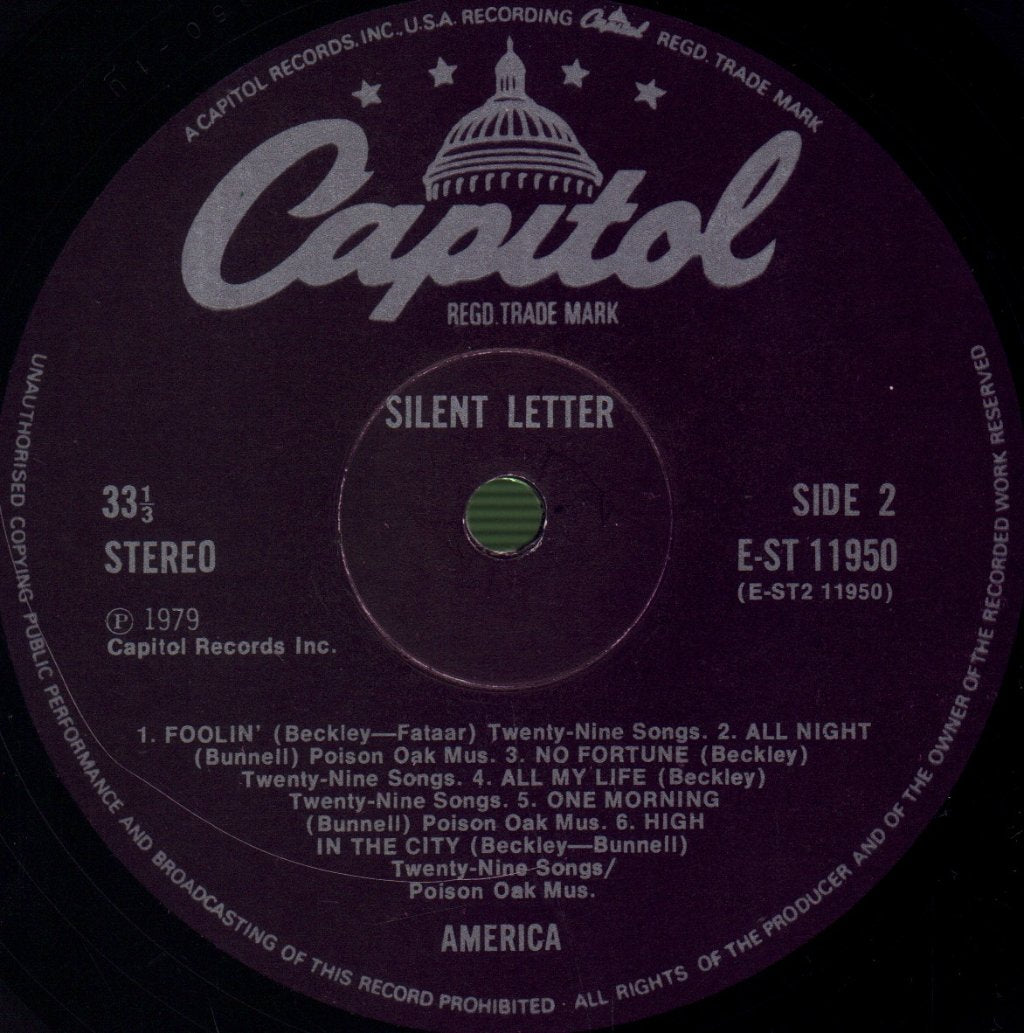 A CAPITOL RECORDS. INC., U.S.A. RECORDING Capitol REGD. TRADE MARK
Capitol
REGD. TRADE MARK
SILENT LETTER
33⅓
SIDE 2
STEREO
E-ST 11950
(E-ST2 11950)
Ⓟ 1979
Capitol Records Inc.
1. FOOLIN' (Beckley—Fataar) Twenty-Nine Songs. 2. ALL NIGHT
(Bunnell) Poison Oak Mus. 3. NO FORTUNE (Beckley)
Twenty-Nine Songs. 4. ALL MY LIFE (Beckley)
Twenty-Nine Songs. 5. ONE MORNING
(Bunnell) Poison Oak Mus. 6. HIGH
IN THE CITY (Beckley—Bunnell)
Twenty-Nine Songs/
Poison Oak Mus.
AMERICA
UNAUTHORISED COPYING PUBLIC PERFORMANCE AND BROADCASTING OF THIS RECORD PROHIBITED · ALL RIGHTS OF THE PRODUCER AND OF THE OWNER OF THE RECORDED WORK RESERVED